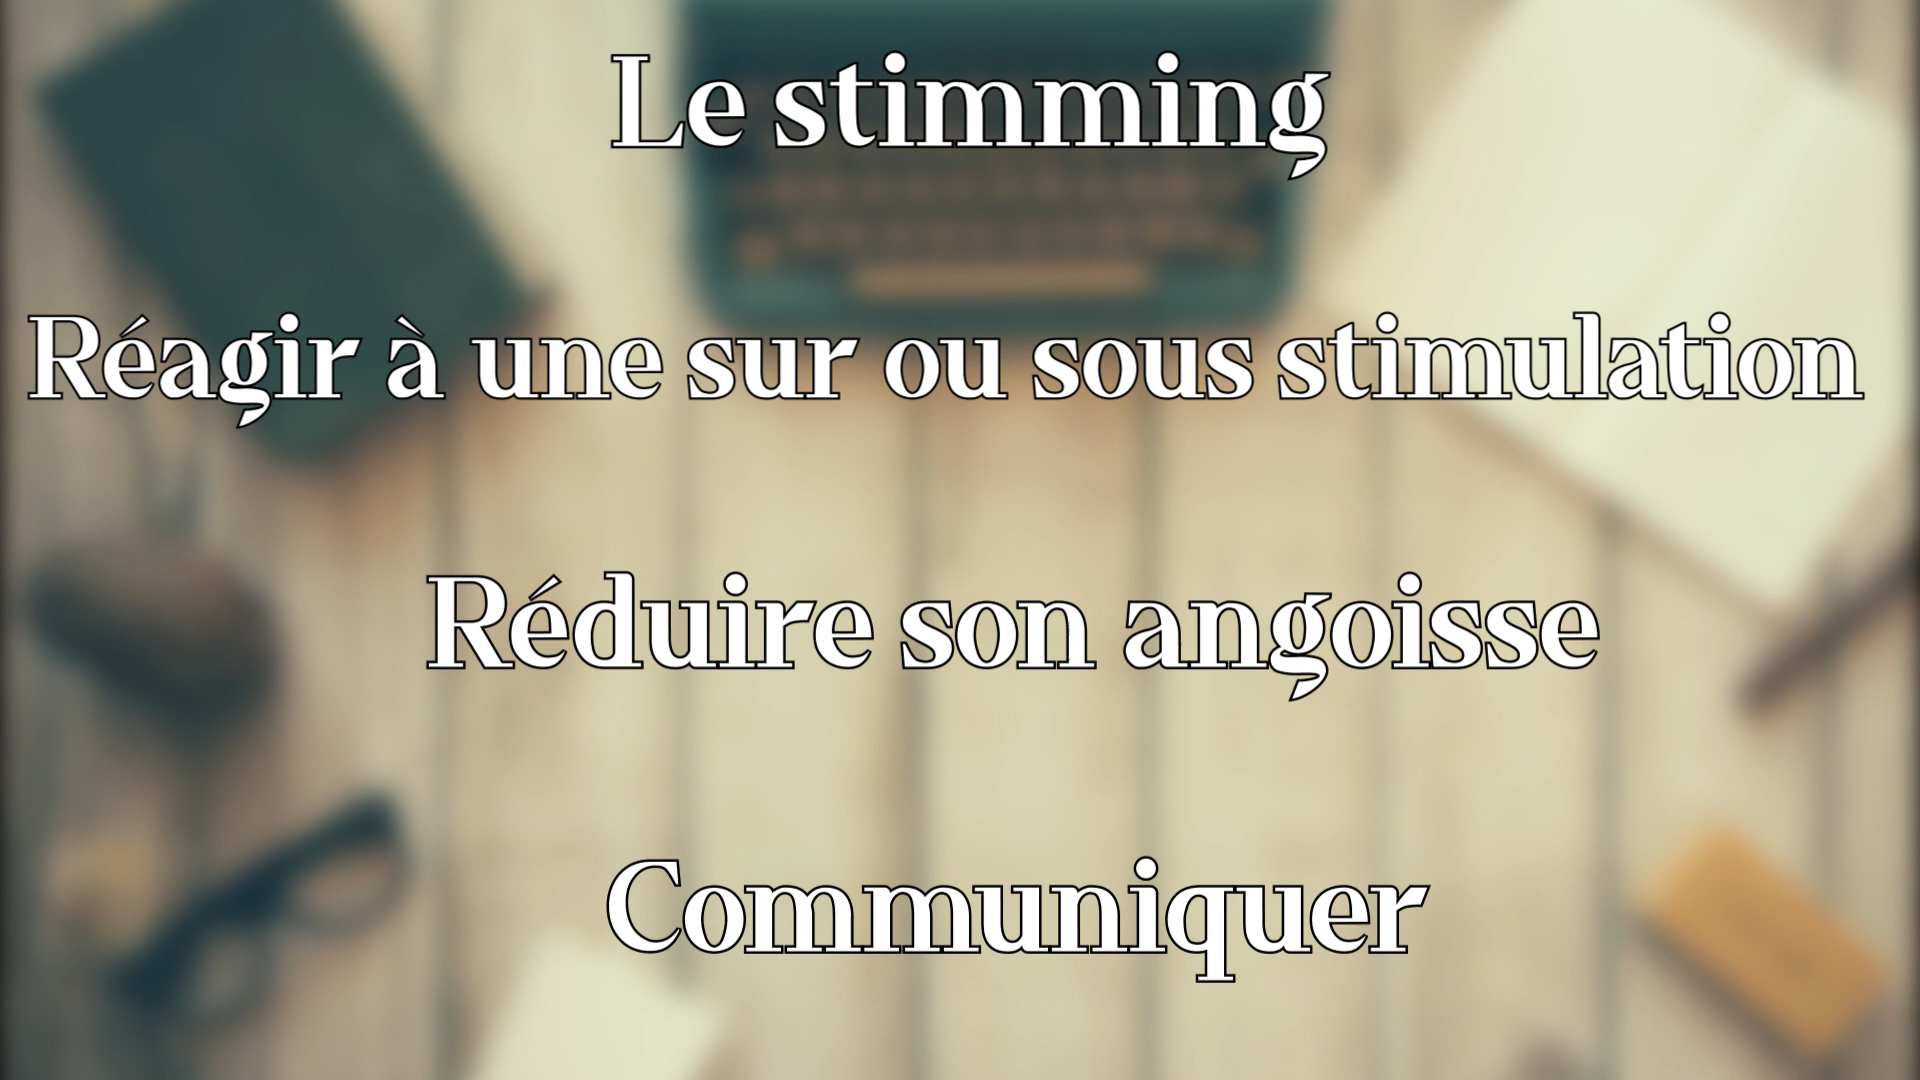 Le stimming
Réagir à une sur ou sous stimulation
Réduire son angoisse
Communiquer